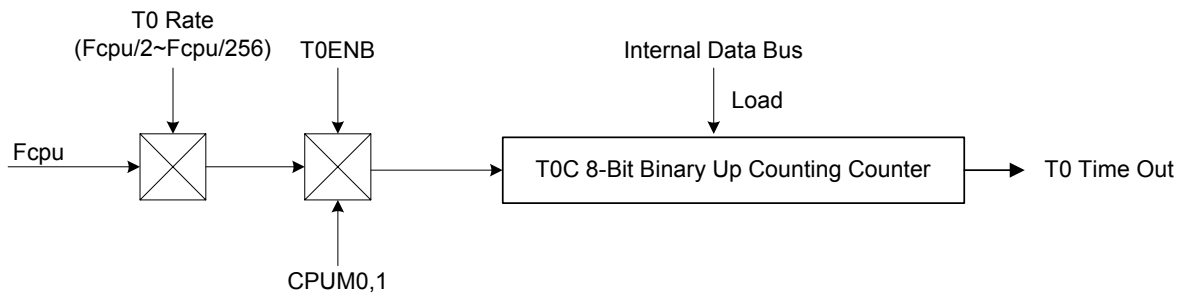 T0 Rate
(Fcpu/2~Fcpu/256)
T0ENB
Internal Data Bus
Load
Fcpu
T0C 8-Bit Binary Up Counting Counter
T0 Time Out
CPUM0,1